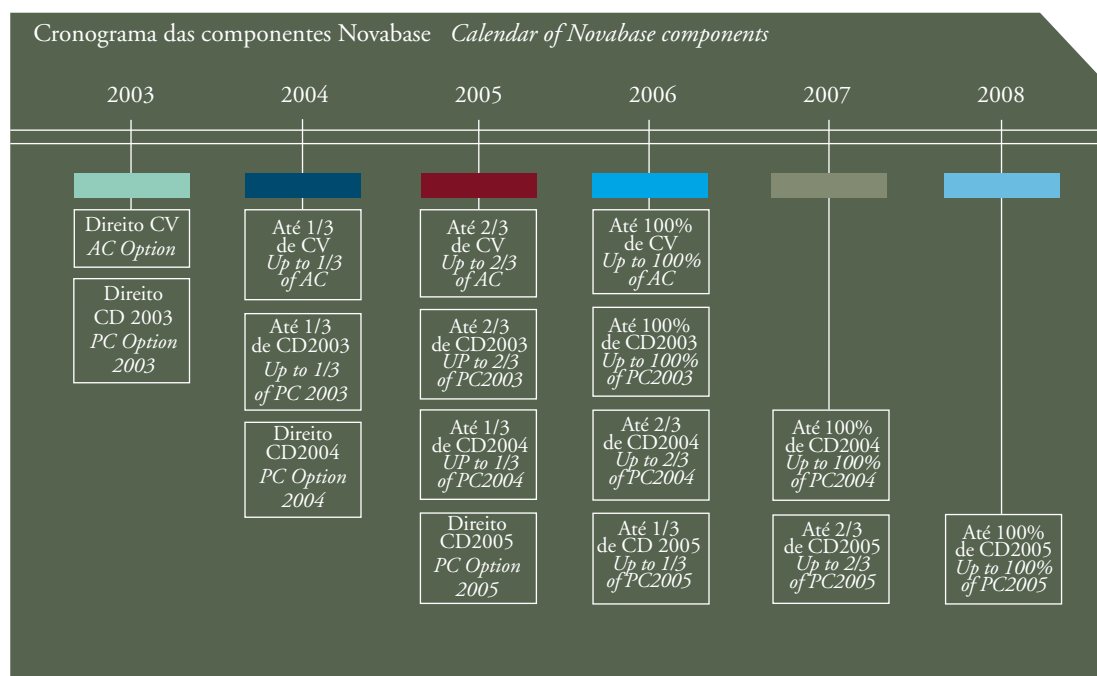 Cronograma das componentes Novabase Calendar of Novabase components
2003
2004
2005
2006
2007
2008
Direito CV
AC Option
Direito
CD 2003
PC Option
2003
Até 1/3
de CV
Up to 1/3
of AC
Até 1/3
de CD2003
Up to 1/3
of PC 2003
Direito
CD2004
PC Option
2004
Até 2/3
de CV
Up to 2/3
of AC
Até 2/3
de CD2003
UP to 2/3
of PC2003
Até 1/3
de CD2004
UP to 1/3
of PC2004
Direito
CD2005
PC Option
2005
Até 100%
de CV
Up to 100%
of AC
Até 100%
de CD2003
Up to 100%
of PC2003
Até 2/3
de CD2004
Up to 2/3
of PC2004
Até 1/3
de CD 2005
Up to 1/3
of PC2005
Até 100%
de CD2004
Up to 100%
of PC2004
Até 2/3
de CD2005
Up to 2/3
of PC2005
Até 100%
de CD2005
Up to 100%
of PC2005